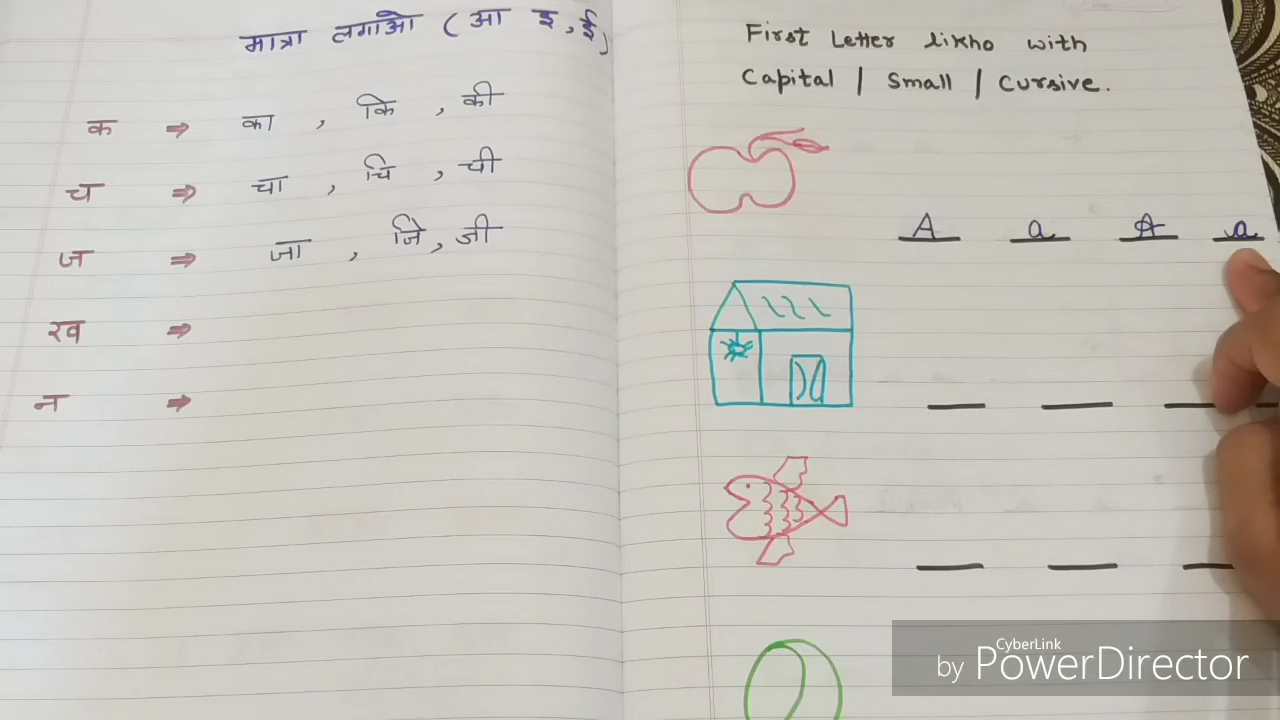 मात्रा लगाओ ( आ इ , ई )
क ⇒ का , कि , की
च ⇒ चा , चि , ची
ज ⇒ जा , जि , जी
ख ⇒
न ⇒
First Letter likho with
Capital | Small | Cursive.
A a A a
CyberLink
by PowerDirector